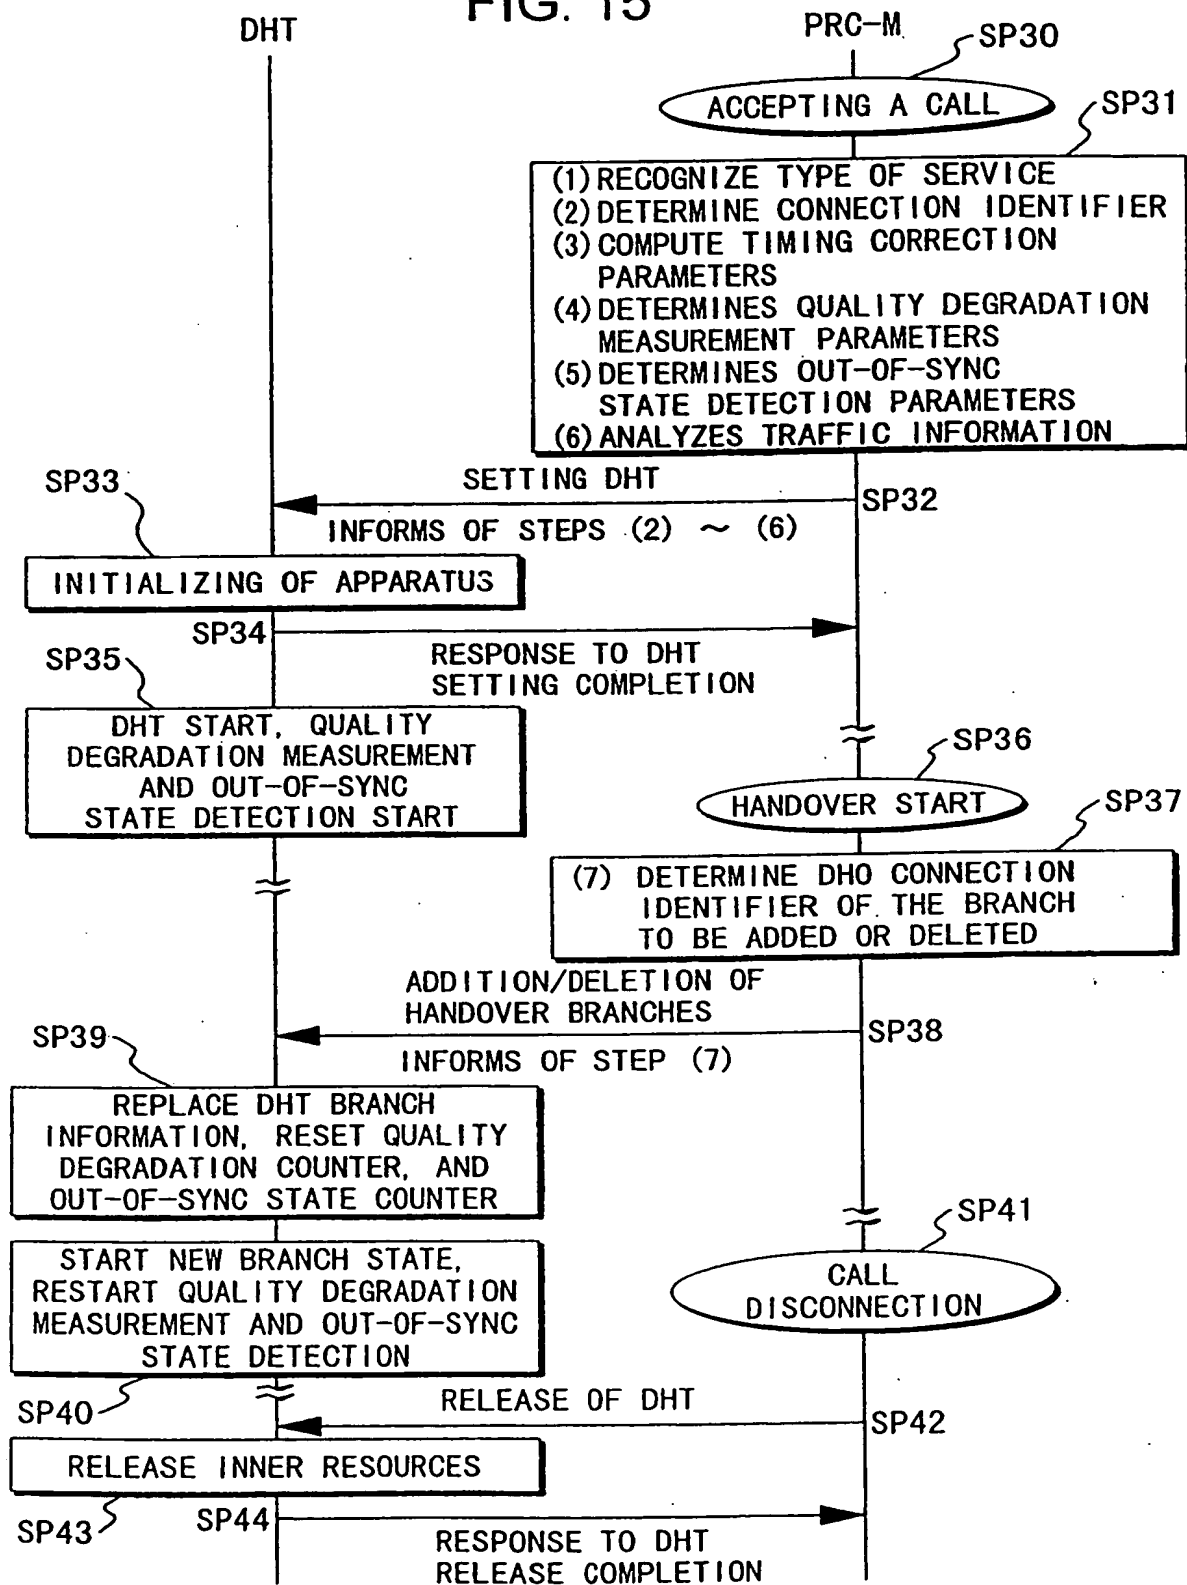 FIG. 15
DHT
PRC-M
SP30
ACCEPTING A CALL
SP31
(1) RECOGNIZE TYPE OF SERVICE
(2) DETERMINE CONNECTION IDENTIFIER
(3) COMPUTE TIMING CORRECTION
PARAMETERS
(4) DETERMINES QUALITY DEGRADATION
MEASUREMENT PARAMETERS
(5) DETERMINES OUT-OF-SYNC
STATE DETECTION PARAMETERS
(6) ANALYZES TRAFFIC INFORMATION
SP33
SETTING DHT
SP32
INFORMS OF STEPS (2) ~ (6)
INITIALIZING OF APPARATUS
SP34
RESPONSE TO DHT
SETTING COMPLETION
SP35
DHT START, QUALITY
DEGRADATION MEASUREMENT
AND OUT-OF-SYNC
STATE DETECTION START
SP36
HANDOVER START
SP37
(7) DETERMINE DHO CONNECTION
IDENTIFIER OF THE BRANCH
TO BE ADDED OR DELETED
ADDITION/DELETION OF
HANDOVER BRANCHES
SP38
INFORMS OF STEP (7)
SP39
REPLACE DHT BRANCH
INFORMATION, RESET QUALITY
DEGRADATION COUNTER, AND
OUT-OF-SYNC STATE COUNTER
SP41
CALL
DISCONNECTION
START NEW BRANCH STATE,
RESTART QUALITY DEGRADATION
MEASUREMENT AND OUT-OF-SYNC
STATE DETECTION
SP40
RELEASE OF DHT
SP42
RELEASE INNER RESOURCES
SP43
SP44
RESPONSE TO DHT
RELEASE COMPLETION